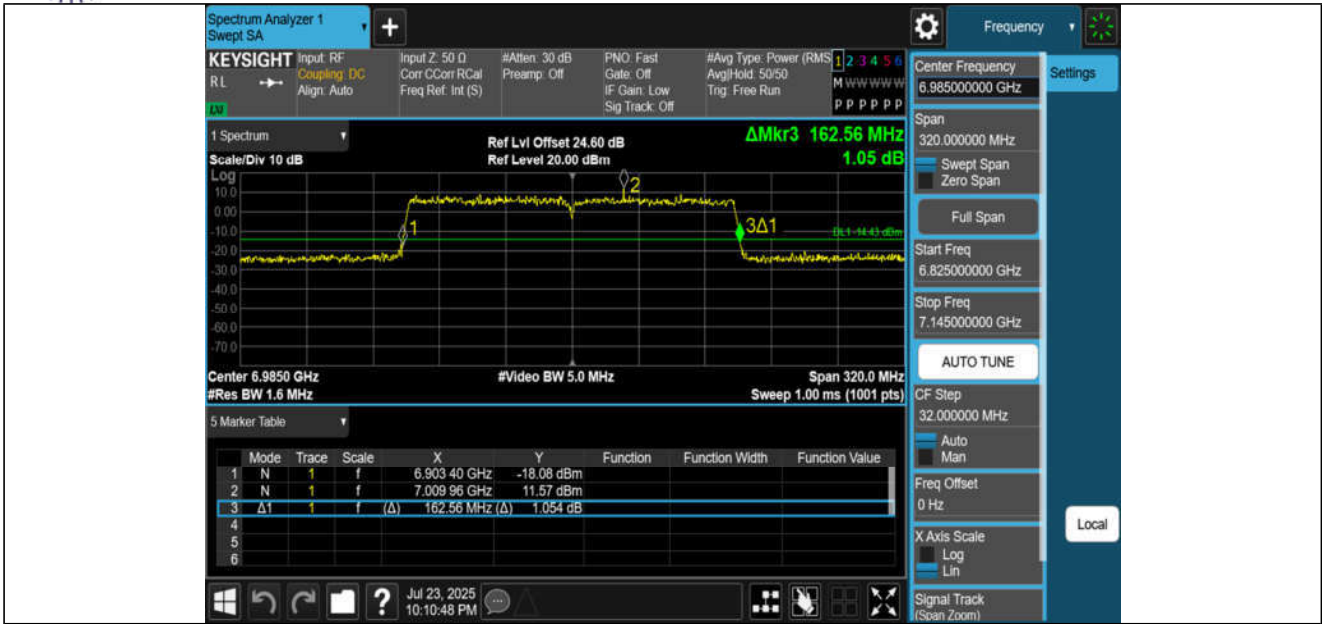 Spectrum Analyzer 1
Swept SA
+
Frequency
KEYSIGHT
RL
LXI
Input: RF
Coupling: DC
Align: Auto
Input Z: 50 Ω
Corr CCorr RCal
Freq Ref: Int (S)
#Atten: 30 dB
Preamp: Off
PNO: Fast
Gate: Off
IF Gain: Low
Sig Track: Off
#Avg Type: Power (RMS
Avg|Hold: 50/50
Trig: Free Run
1 2 3 4 5 6
M W W W W W
P P P P P P
1 Spectrum
Scale/Div 10 dB
Ref Lvl Offset 24.60 dB
Ref Level 20.00 dBm
ΔMkr3 162.56 MHz
1.05 dB
Log
10.0
0.00
-10.0
-20.0
-30.0
-40.0
-50.0
-60.0
-70.0
1
2
3Δ1
DL1 -14.43 dBm
Center 6.9850 GHz
#Video BW 5.0 MHz
Span 320.0 MHz
#Res BW 1.6 MHz
Sweep 1.00 ms (1001 pts)
5 Marker Table
Mode Trace Scale X Y Function Function Width Function Value
1 N 1 f 6.903 40 GHz -18.08 dBm
2 N 1 f 7.009 96 GHz 11.57 dBm
3 Δ1 1 f (Δ) 162.56 MHz (Δ) 1.054 dB
4
5
6
?
Jul 23, 2025
10:10:48 PM
Center Frequency
6.985000000 GHz
Settings
Span
320.000000 MHz
Swept Span
Zero Span
Full Span
Start Freq
6.825000000 GHz
Stop Freq
7.145000000 GHz
AUTO TUNE
CF Step
32.000000 MHz
Auto
Man
Freq Offset
0 Hz
X Axis Scale
Log
Lin
Local
Signal Track
(Span Zoom)